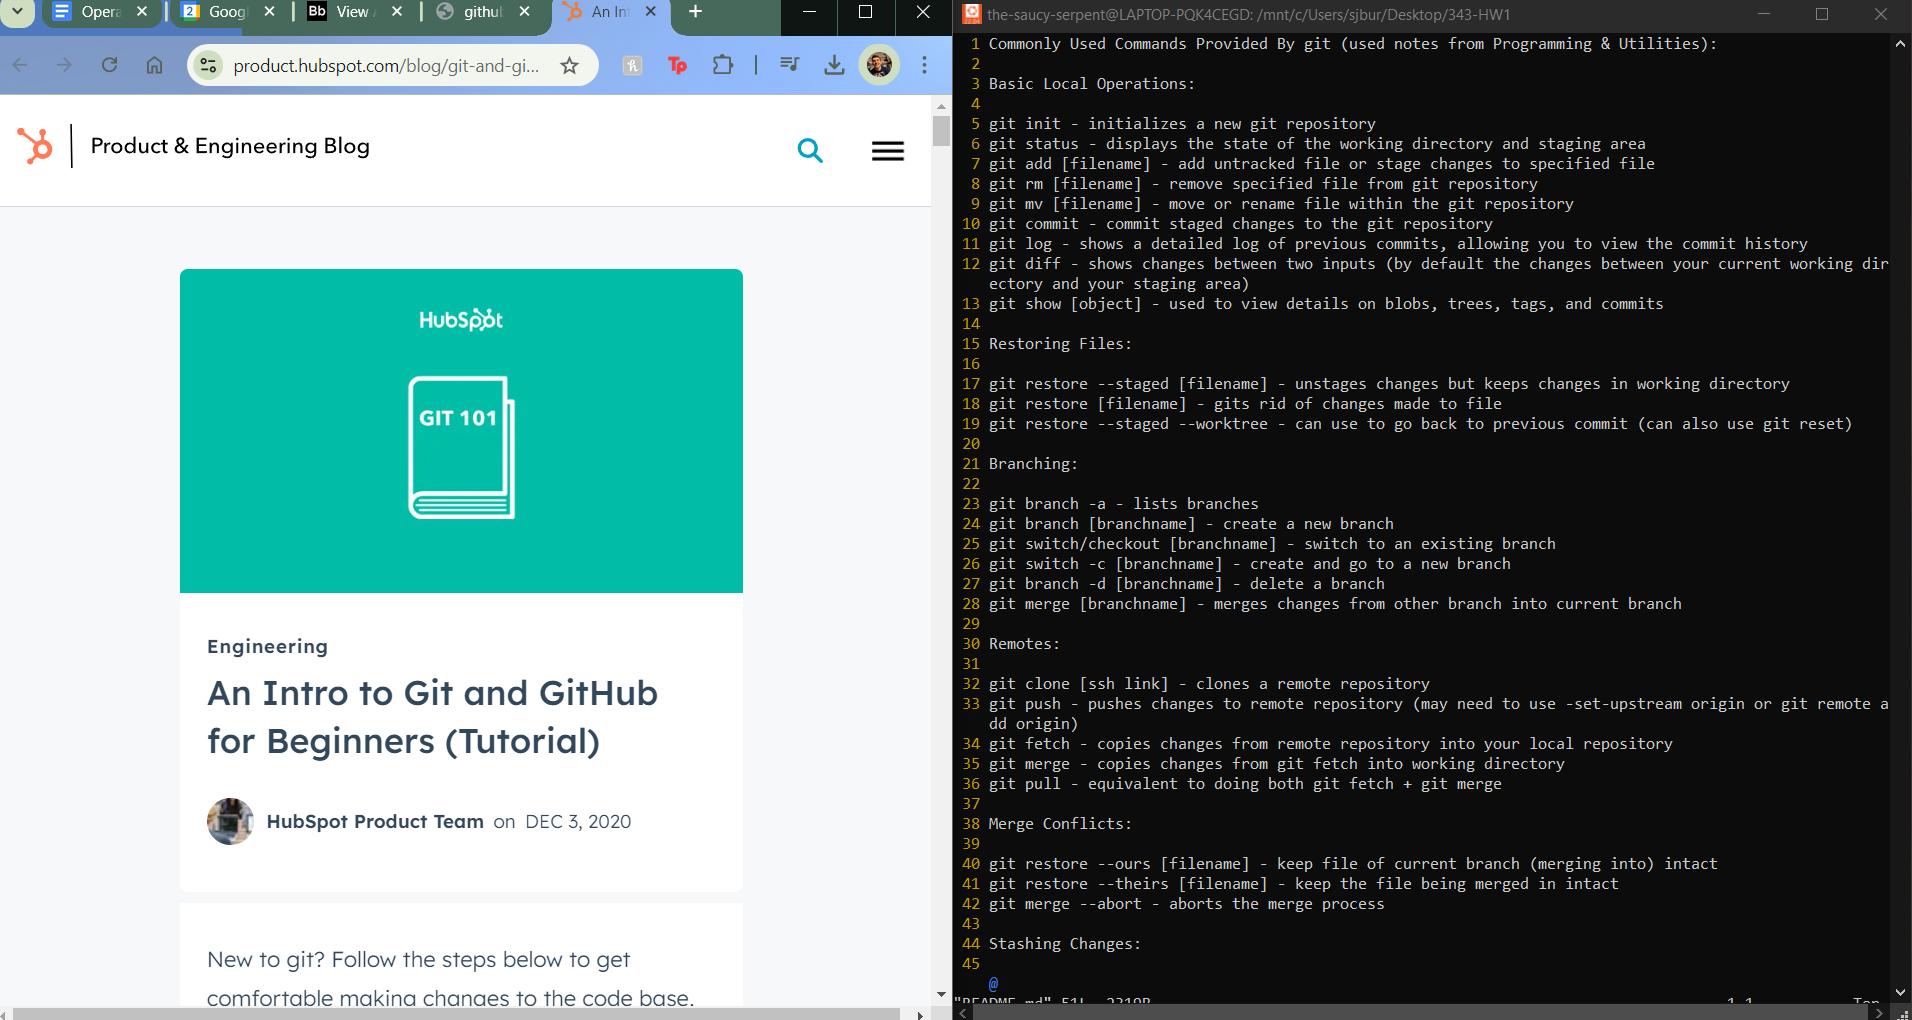 Opera
Goog
Bb View
githu
An In
product.hubspot.com/blog/git-and-gi...
Product & Engineering Blog
HubSpot
GIT 101
Engineering
An Intro to Git and GitHub
for Beginners (Tutorial)
HubSpot Product Team on DEC 3, 2020
New to git? Follow the steps below to get
comfortable making changes to the code base.
the-saucy-serpent@LAPTOP-PQK4CEGD: /mnt/c/Users/sjbur/Desktop/343-HW1
1 Commonly Used Commands Provided By git (used notes from Programming & Utilities):
2
3 Basic Local Operations:
4
5 git init - initializes a new git repository
6 git status - displays the state of the working directory and staging area
7 git add [filename] - add untracked file or stage changes to specified file
8 git rm [filename] - remove specified file from git repository
9 git mv [filename] - move or rename file within the git repository
10 git commit - commit staged changes to the git repository
11 git log - shows a detailed log of previous commits, allowing you to view the commit history
12 git diff - shows changes between two inputs (by default the changes between your current working dir
ectory and your staging area)
13 git show [object] - used to view details on blobs, trees, tags, and commits
14
15 Restoring Files:
16
17 git restore --staged [filename] - unstages changes but keeps changes in working directory
18 git restore [filename] - gits rid of changes made to file
19 git restore --staged --worktree - can use to go back to previous commit (can also use git reset)
20
21 Branching:
22
23 git branch -a - lists branches
24 git branch [branchname] - create a new branch
25 git switch/checkout [branchname] - switch to an existing branch
26 git switch -c [branchname] - create and go to a new branch
27 git branch -d [branchname] - delete a branch
28 git merge [branchname] - merges changes from other branch into current branch
29
30 Remotes:
31
32 git clone [ssh link] - clones a remote repository
33 git push - pushes changes to remote repository (may need to use -set-upstream origin or git remote a
dd origin)
34 git fetch - copies changes from remote repository into your local repository
35 git merge - copies changes from git fetch into working directory
36 git pull - equivalent to doing both git fetch + git merge
37
38 Merge Conflicts:
39
40 git restore --ours [filename] - keep file of current branch (merging into) intact
41 git restore --theirs [filename] - keep the file being merged in intact
42 git merge --abort - aborts the merge process
43
44 Stashing Changes:
45
@
"README.md" 51L, 2319B 1,1 Top